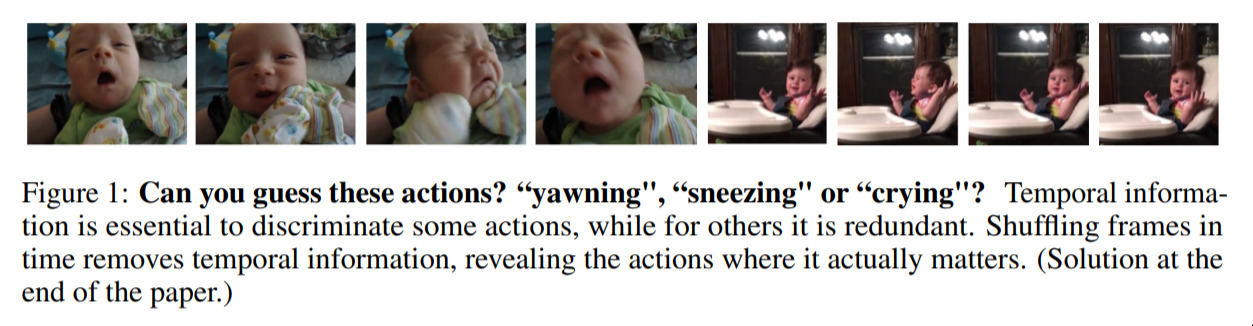 Figure 1: Can you guess these actions? “yawning", “sneezing" or “crying"? Temporal informa-
tion is essential to discriminate some actions, while for others it is redundant. Shuffling frames in
time removes temporal information, revealing the actions where it actually matters. (Solution at the
end of the paper.)